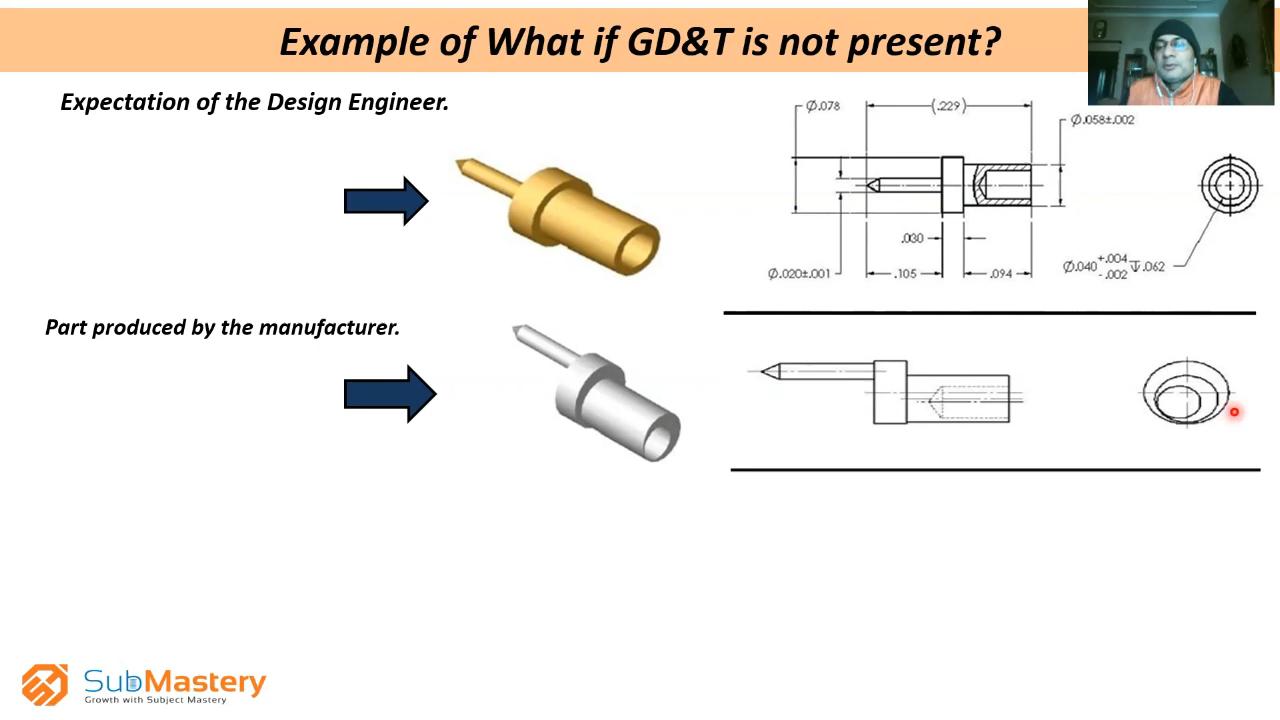 Example of What if GD&T is not present?
Expectation of the Design Engineer.
Ø.078
(.229)
Ø.058±.002
.030
Ø.020±.001
.105
.094
Ø.040 +.004 -.002 ↧.062
Part produced by the manufacturer.
SubMastery
Growth with Subject Mastery